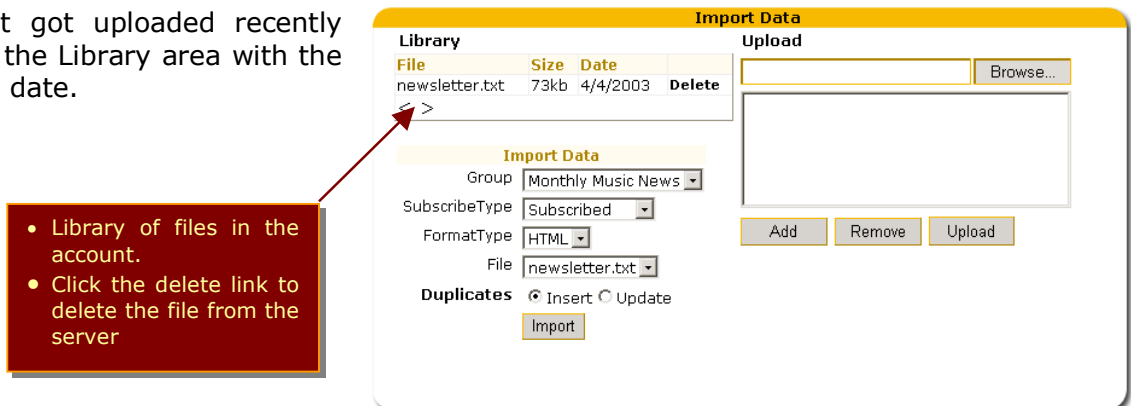 t got uploaded recently
the Library area with the
date.
• Library of files in the
account.
• Click the delete link to
delete the file from the
server
Import Data
Library
File Size Date
newsletter.txt 73kb 4/4/2003 Delete
< >
Import Data
Group Monthly Music News
SubscribeType Subscribed
FormatType HTML
File newsletter.txt
Duplicates Insert Update
Import
Upload
Browse...
Add Remove Upload